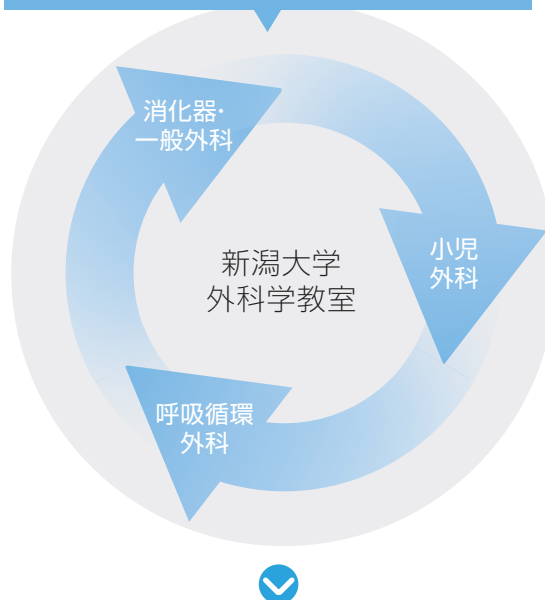 消化器・
一般外科
小児
外科
新潟大学
外科学教室
呼吸循環
外科